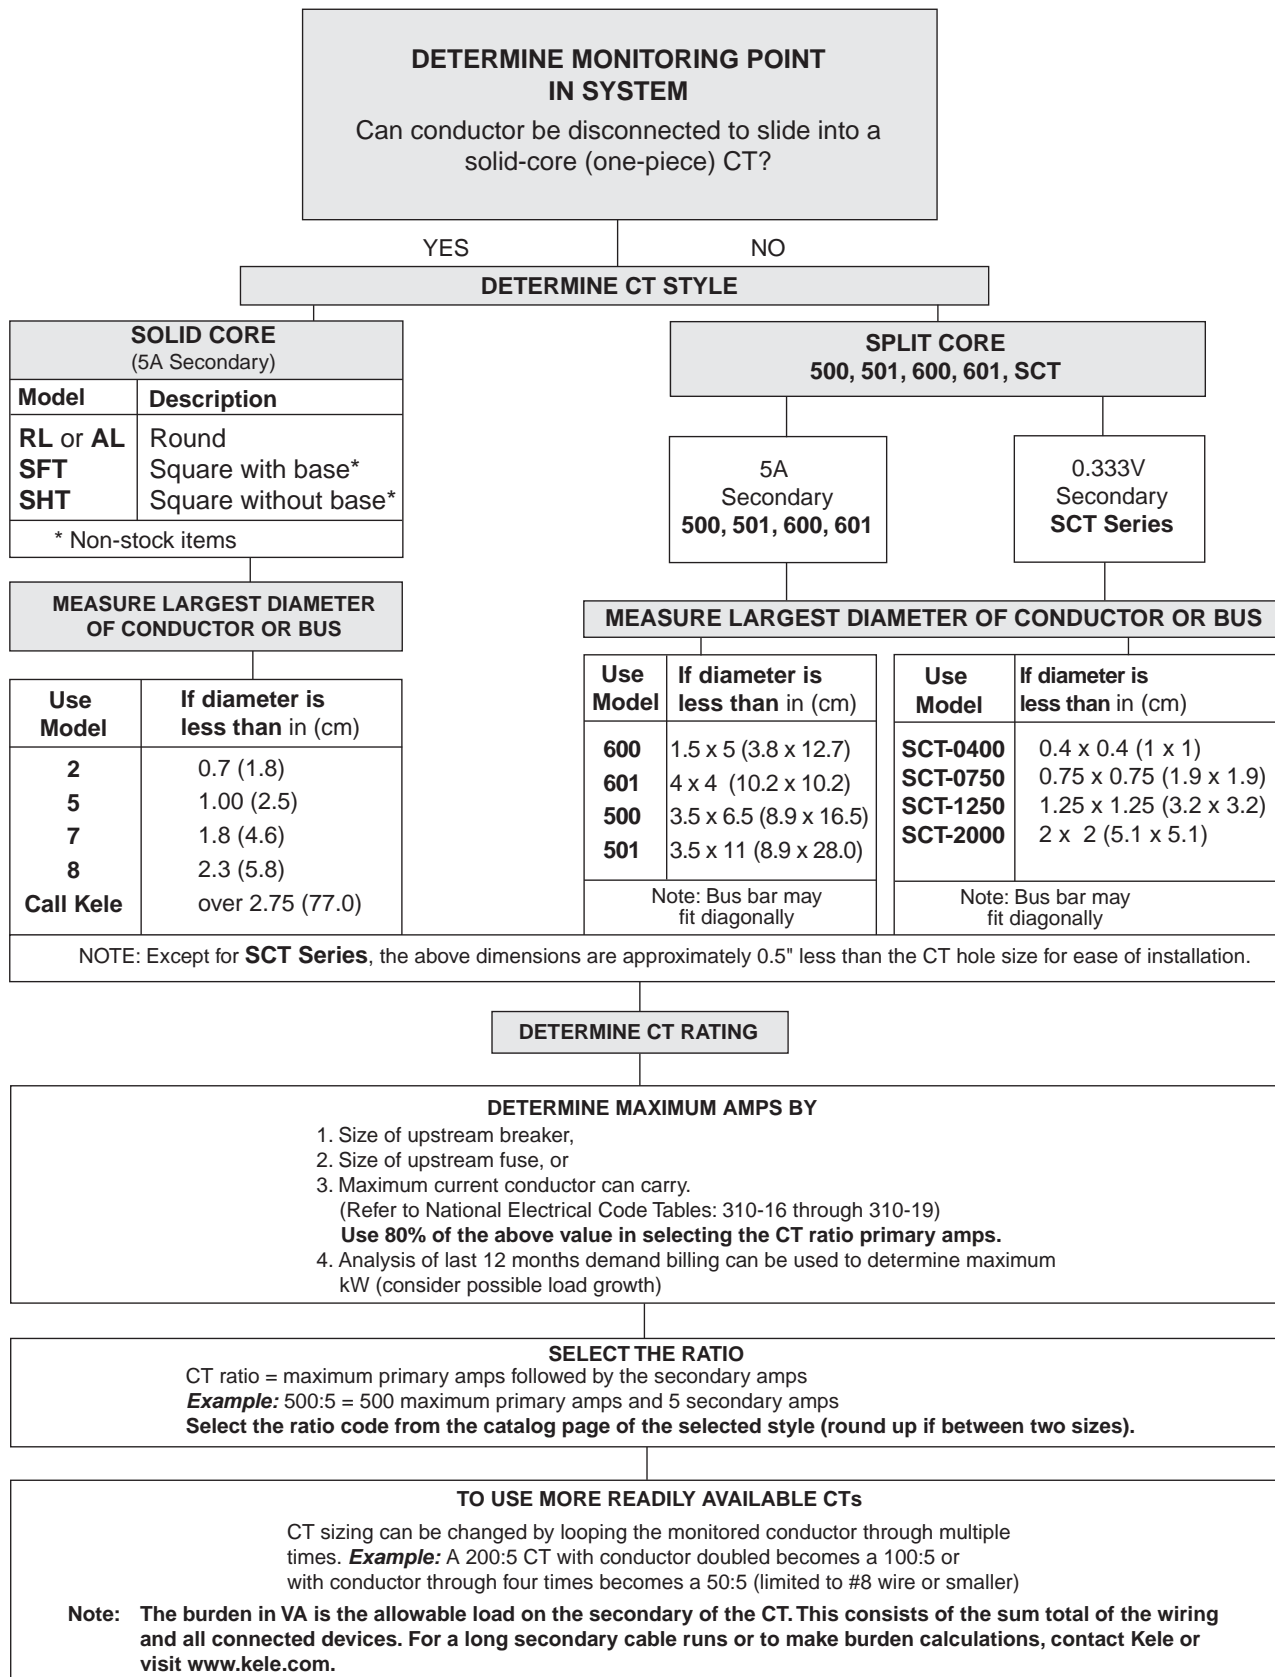 DETERMINE MONITORING POINT
IN SYSTEM
Can conductor be disconnected to slide into a
solid-core (one-piece) CT?
YES
NO
DETERMINE CT STYLE
SOLID CORE
(5A Secondary)
Model Description
RL or AL Round
SFT Square with base*
SHT Square without base*
* Non-stock items
SPLIT CORE
500, 501, 600, 601, SCT
5A
Secondary
500, 501, 600, 601
0.333V
Secondary
SCT Series
MEASURE LARGEST DIAMETER
OF CONDUCTOR OR BUS
Use
Model
If diameter is
less than in (cm)
2 0.7 (1.8)
5 1.00 (2.5)
7 1.8 (4.6)
8 2.3 (5.8)
Call Kele over 2.75 (77.0)
MEASURE LARGEST DIAMETER OF CONDUCTOR OR BUS
Use
Model
If diameter is
less than in (cm)
600 1.5 x 5 (3.8 x 12.7)
601 4 x 4 (10.2 x 10.2)
500 3.5 x 6.5 (8.9 x 16.5)
501 3.5 x 11 (8.9 x 28.0)
Note: Bus bar may
fit diagonally
Use
Model
If diameter is
less than in (cm)
SCT-0400 0.4 x 0.4 (1 x 1)
SCT-0750 0.75 x 0.75 (1.9 x 1.9)
SCT-1250 1.25 x 1.25 (3.2 x 3.2)
SCT-2000 2 x 2 (5.1 x 5.1)
Note: Bus bar may
fit diagonally
NOTE: Except for SCT Series, the above dimensions are approximately 0.5" less than the CT hole size for ease of installation.
DETERMINE CT RATING
DETERMINE MAXIMUM AMPS BY
1. Size of upstream breaker,
2. Size of upstream fuse, or
3. Maximum current conductor can carry.
(Refer to National Electrical Code Tables: 310-16 through 310-19)
Use 80% of the above value in selecting the CT ratio primary amps.
4. Analysis of last 12 months demand billing can be used to determine maximum
kW (consider possible load growth)
SELECT THE RATIO
CT ratio = maximum primary amps followed by the secondary amps
Example: 500:5 = 500 maximum primary amps and 5 secondary amps
Select the ratio code from the catalog page of the selected style (round up if between two sizes).
TO USE MORE READILY AVAILABLE CTs
CT sizing can be changed by looping the monitored conductor through multiple
times. Example: A 200:5 CT with conductor doubled becomes a 100:5 or
with conductor through four times becomes a 50:5 (limited to #8 wire or smaller)
Note: The burden in VA is the allowable load on the secondary of the CT. This consists of the sum total of the wiring
and all connected devices. For a long secondary cable runs or to make burden calculations, contact Kele or
visit www.kele.com.